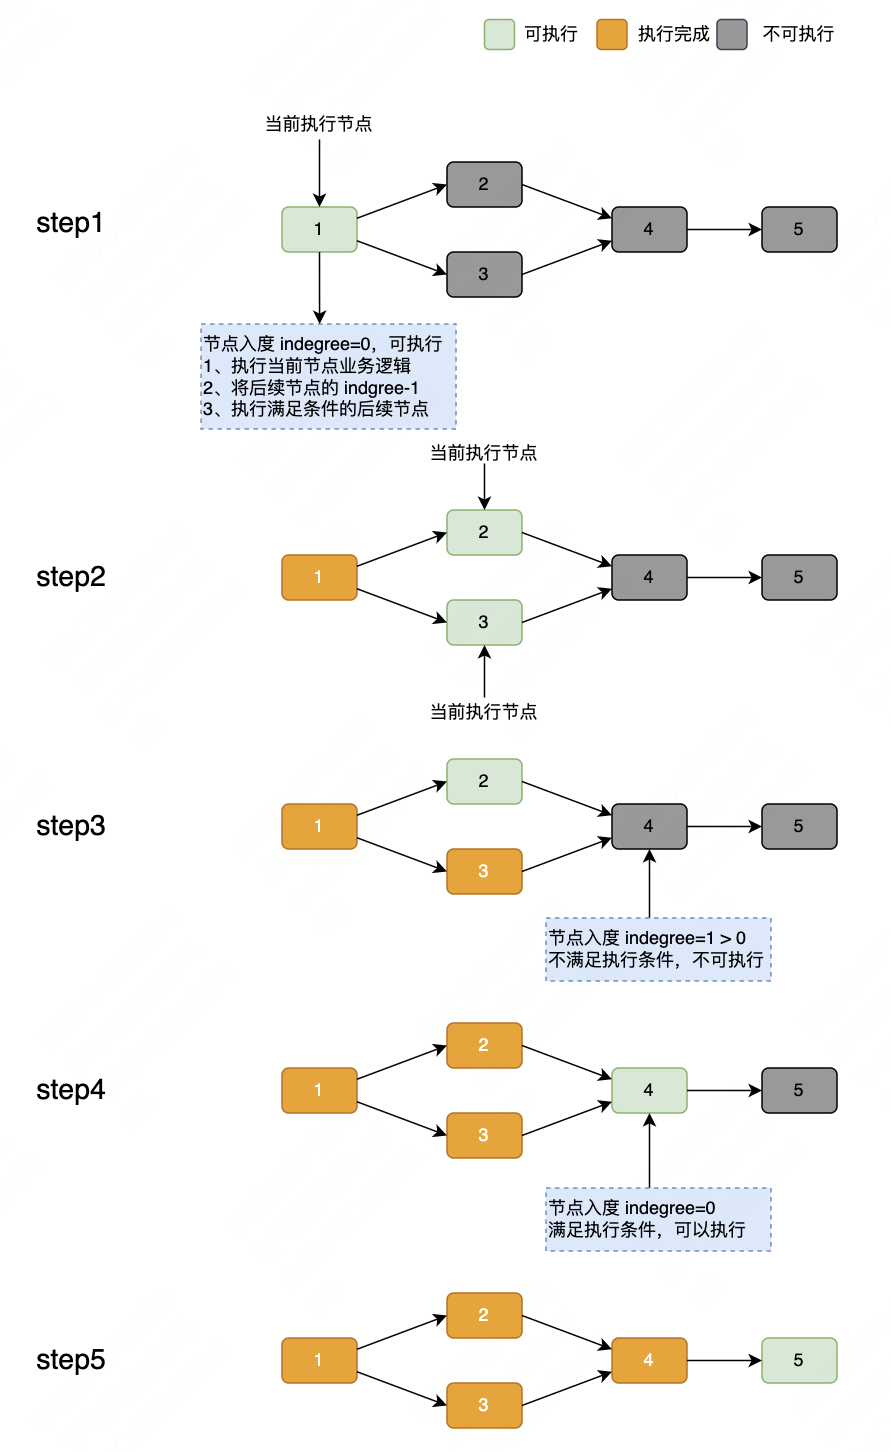 可执行
执行完成
不可执行
当前执行节点
step1
1
2
3
4
5
节点入度 indegree=0，可执行
1、执行当前节点业务逻辑
2、将后续节点的 indgree-1
3、执行满足条件的后续节点
当前执行节点
step2
1
2
3
4
5
当前执行节点
step3
1
2
3
4
5
节点入度 indegree=1 > 0
不满足执行条件，不可执行
step4
1
2
3
4
5
节点入度 indegree=0
满足执行条件，可以执行
step5
1
2
3
4
5